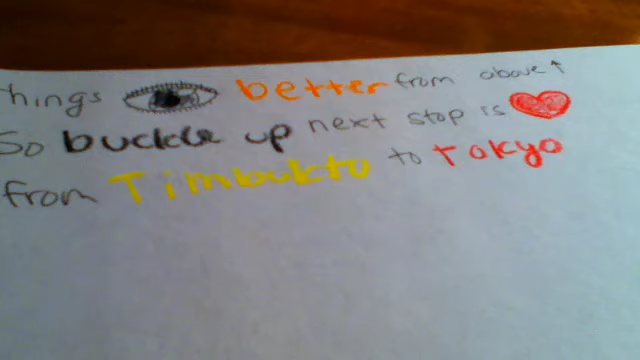 things better from above
So buckle up next stop is
from Timbukto to Tokyo